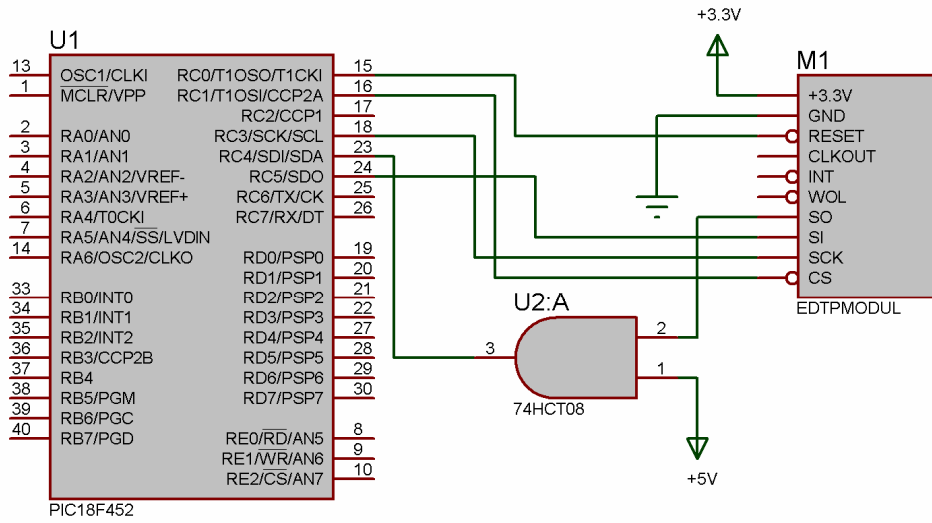 U1
13 OSC1/CLKI RC0/T1OSO/T1CKI 15
1 MCLR/VPP RC1/T1OSI/CCP2A 16
RC2/CCP1 17
2 RA0/AN0 RC3/SCK/SCL 18
3 RA1/AN1 RC4/SDI/SDA 23
4 RA2/AN2/VREF- RC5/SDO 24
5 RA3/AN3/VREF+ RC6/TX/CK 25
6 RA4/T0CKI RC7/RX/DT 26
7 RA5/AN4/SS/LVDIN
14 RA6/OSC2/CLKO RD0/PSP0 19
RD1/PSP1 20
33 RB0/INT0 RD2/PSP2 21
34 RB1/INT1 RD3/PSP3 22
35 RB2/INT2 RD4/PSP4 27
36 RB3/CCP2B RD5/PSP5 28
37 RB4 RD6/PSP6 29
38 RB5/PGM RD7/PSP7 30
39 RB6/PGC
40 RB7/PGD RE0/RD/AN5 8
RE1/WR/AN6 9
RE2/CS/AN7 10
PIC18F452
+3.3V
M1
+3.3V
GND
RESET
CLKOUT
INT
WOL
SO
SI
SCK
CS
EDTPMODUL
U2:A
2
3
1
74HCT08
+5V